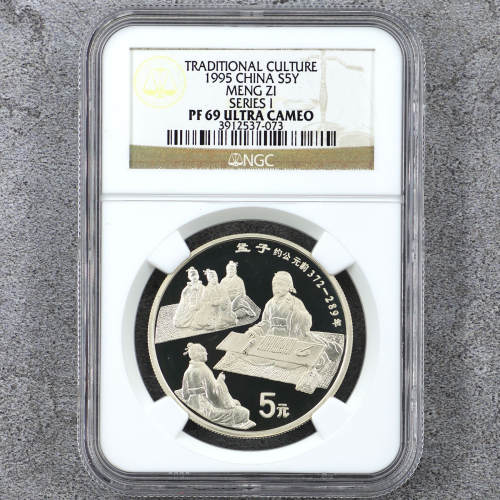 TRADITIONAL CULTURE
1995 CHINA S5Y
MENG ZI
SERIES I
PF 69 ULTRA CAMEO
3912537-073
NGC
孟子 约公元前372—289年
5元